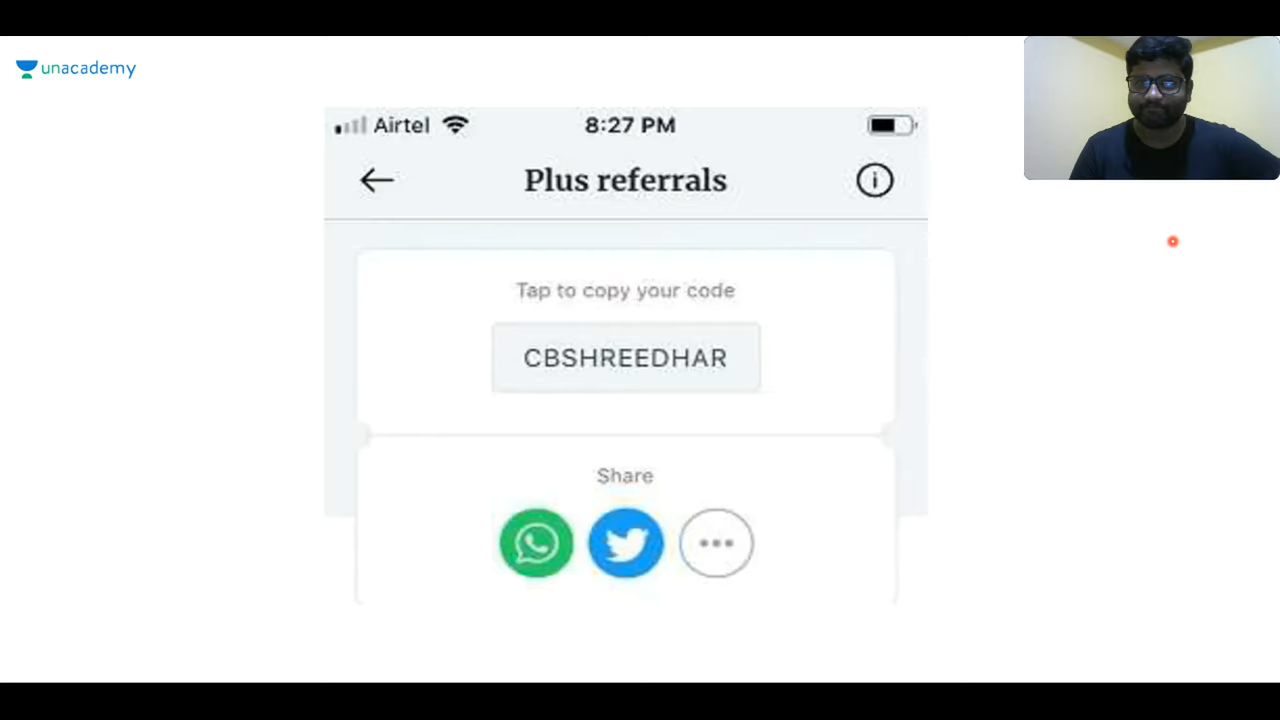 unacademy
Airtel 8:27 PM
Plus referrals
Tap to copy your code
CBSHREEDHAR
Share